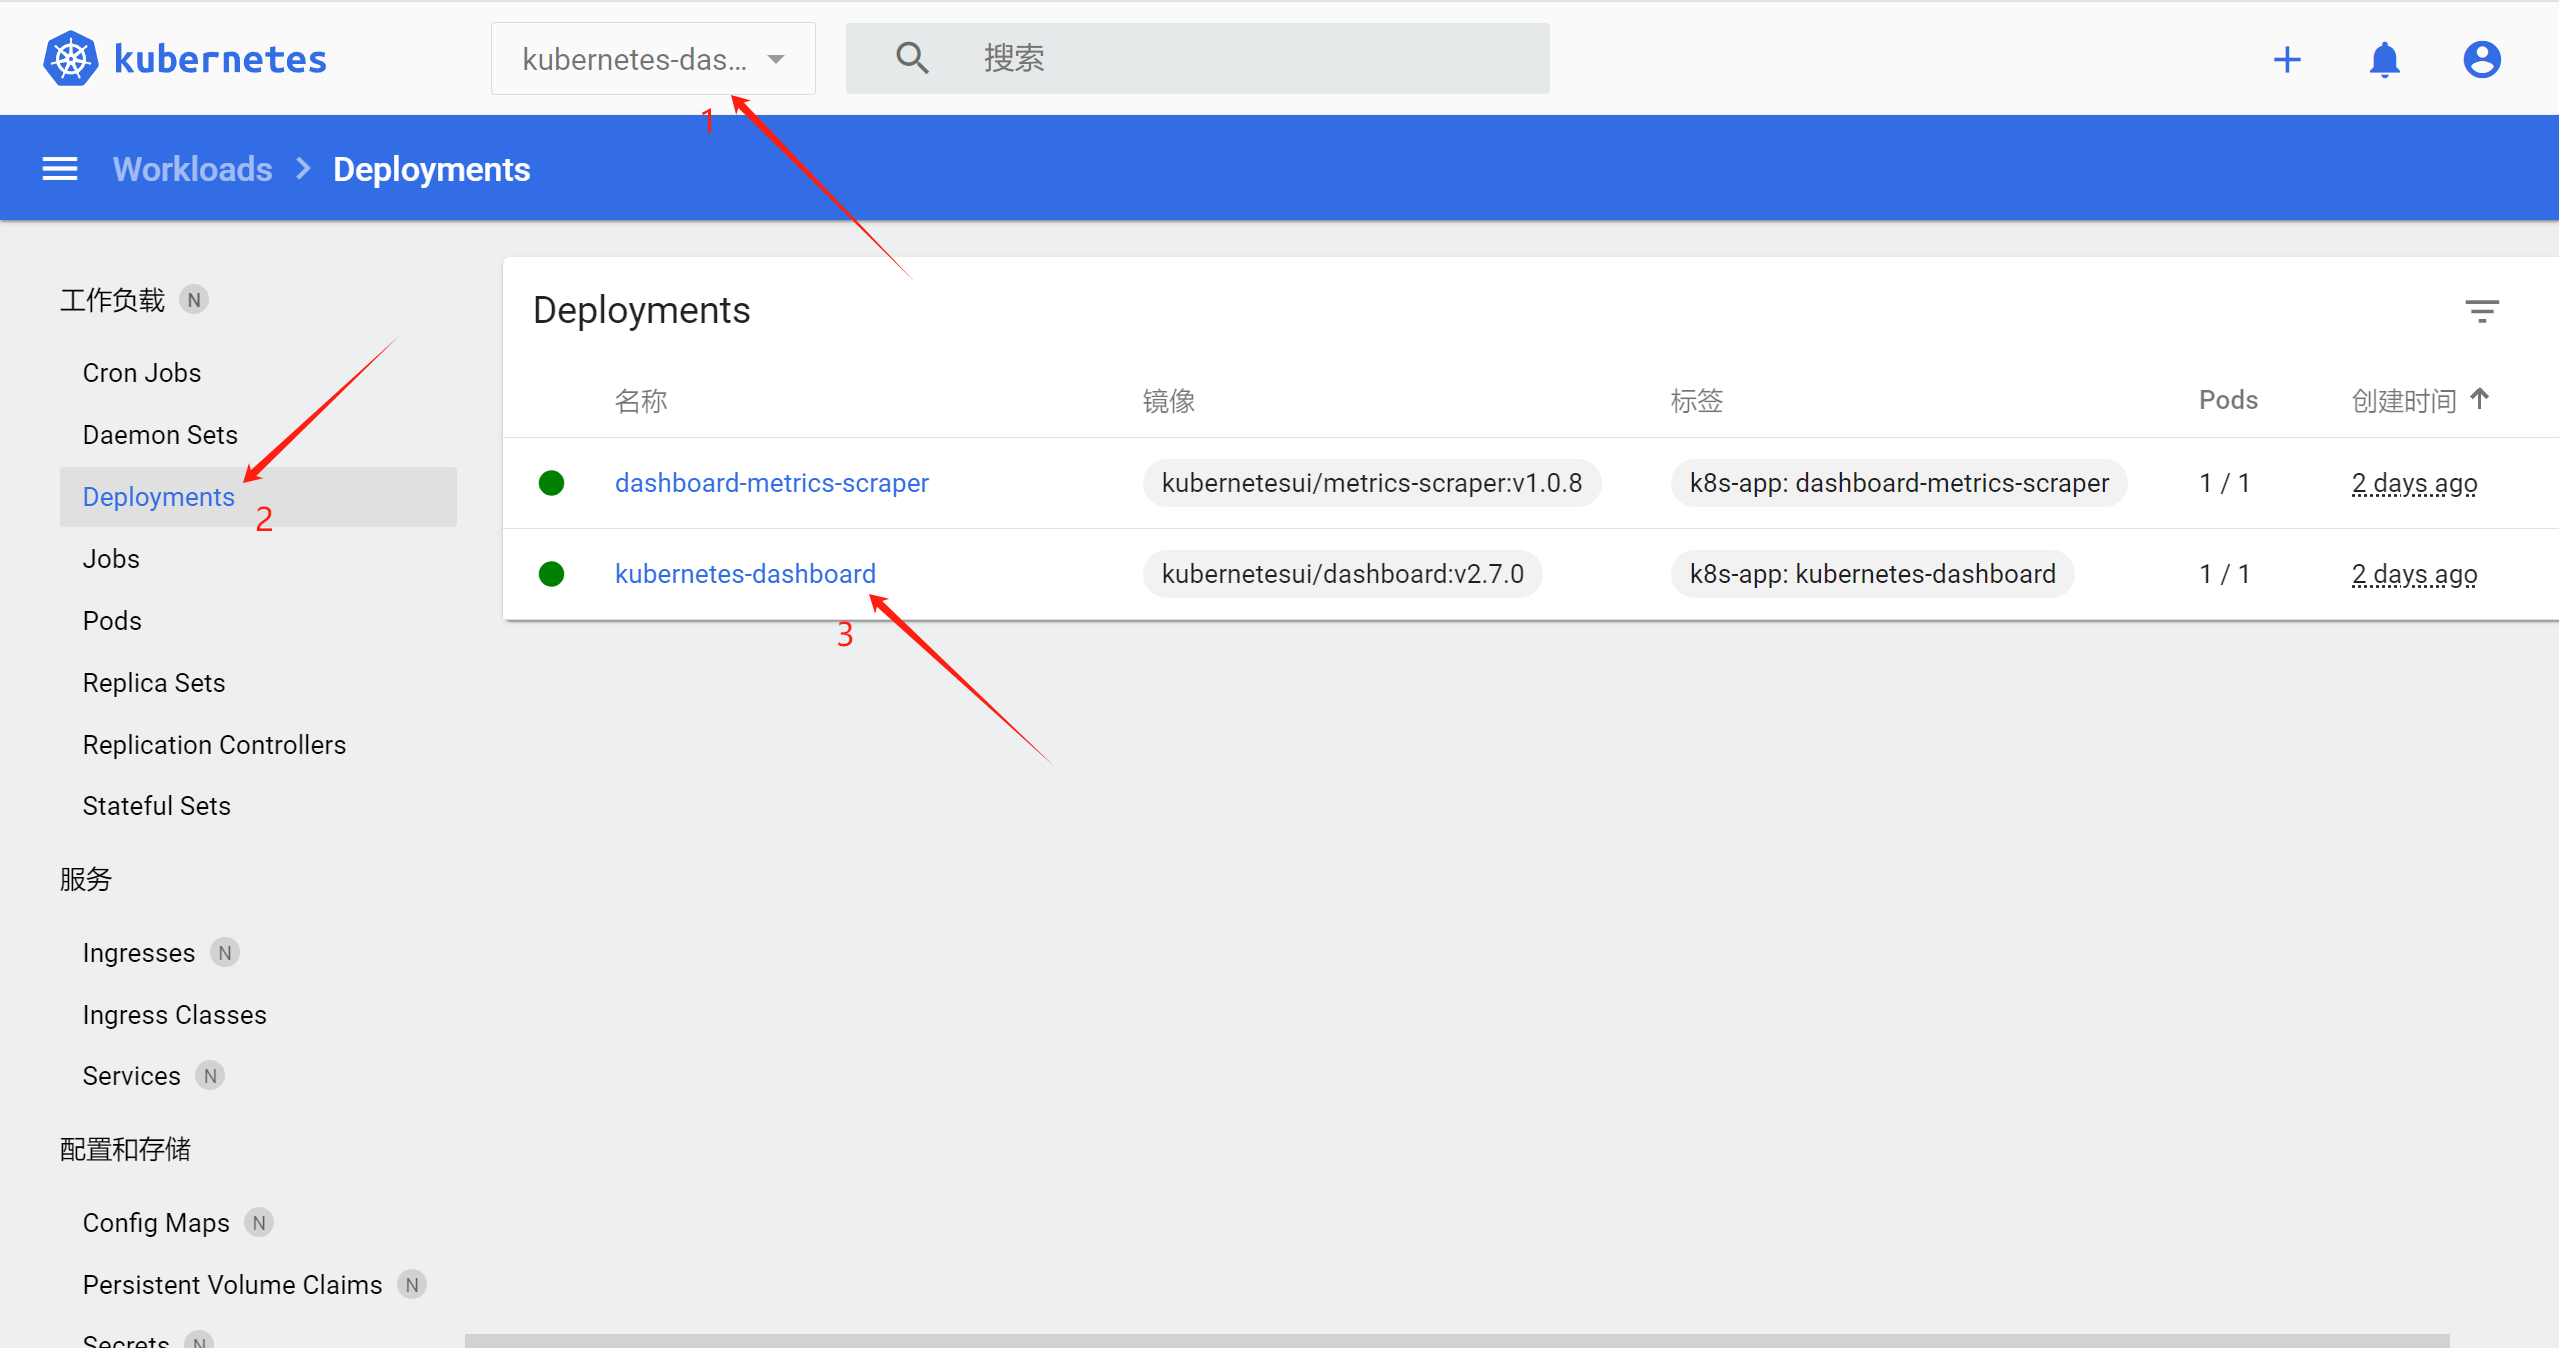 kubernetes
kubernetes-das...
搜索
1
Workloads
Deployments
工作负载 N
Cron Jobs
Daemon Sets
Deployments
2
Jobs
Pods
Replica Sets
Replication Controllers
Stateful Sets
服务
Ingresses N
Ingress Classes
Services N
配置和存储
Config Maps N
Persistent Volume Claims N
Secrets N
Deployments
名称 镜像 标签 Pods 创建时间
dashboard-metrics-scraper kubernetesui/metrics-scraper:v1.0.8 k8s-app: dashboard-metrics-scraper 1 / 1 2 days ago
kubernetes-dashboard kubernetesui/dashboard:v2.7.0 k8s-app: kubernetes-dashboard 1 / 1 2 days ago
3